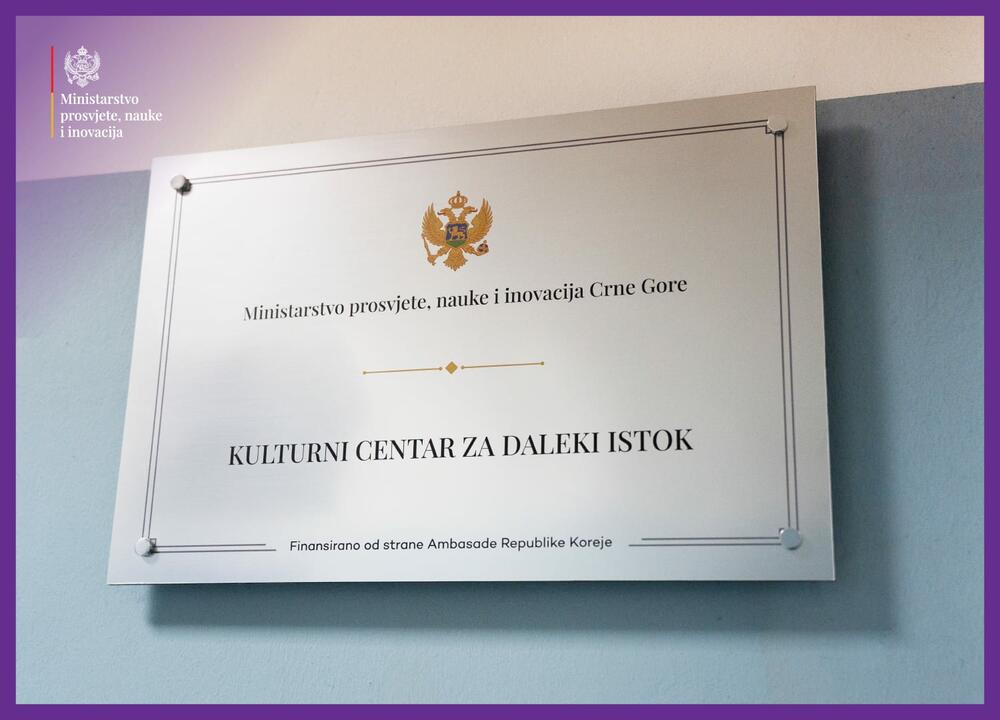 Ministarstvo
prosvjete, nauke
i inovacija
Ministarstvo prosvjete, nauke i inovacija Crne Gore
KULTURNI CENTAR ZA DALEKI ISTOK
Finansirano od strane Ambasade Republike Koreje